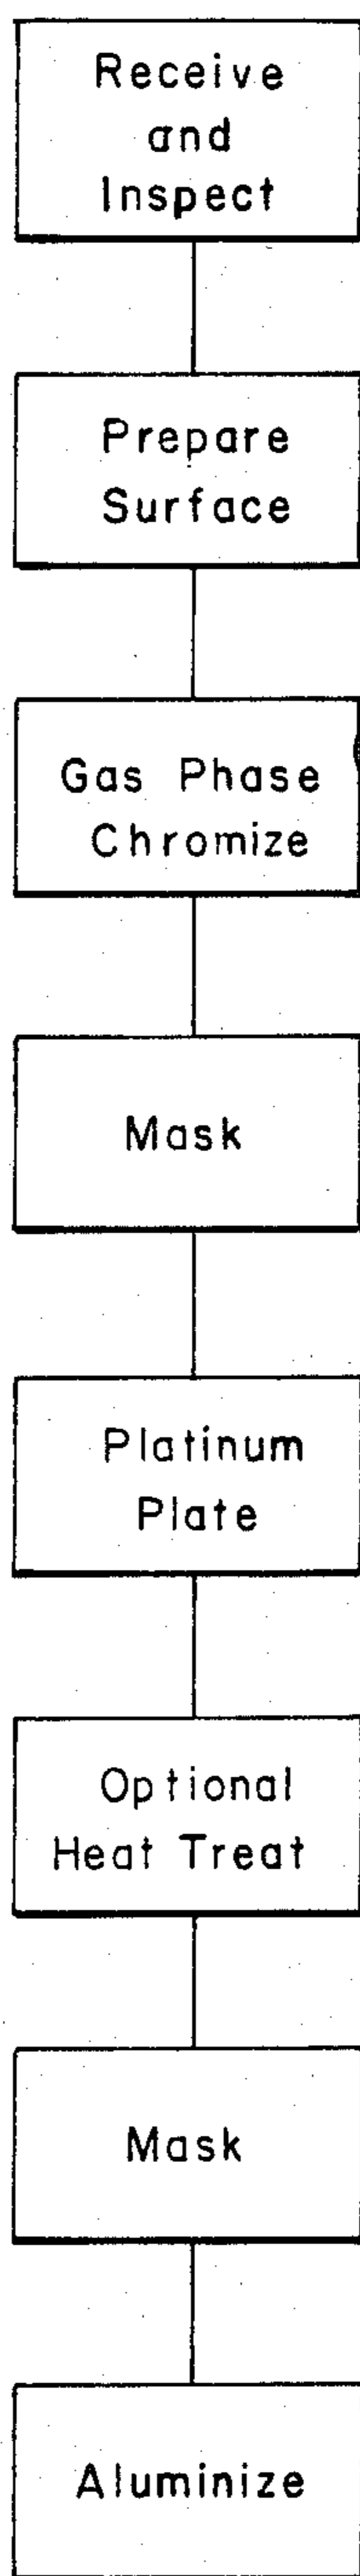 Receive
and
Inspect
Prepare
Surface
Gas Phase
Chromize
Mask
Platinum
Plate
Optional
Heat Treat
Mask
Aluminize